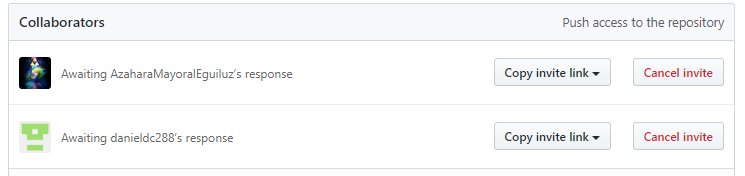 Collaborators Push access to the repository
Awaiting AzaharaMayoralEguiluz's response Copy invite link Cancel invite
Awaiting danieldc288's response Copy invite link Cancel invite